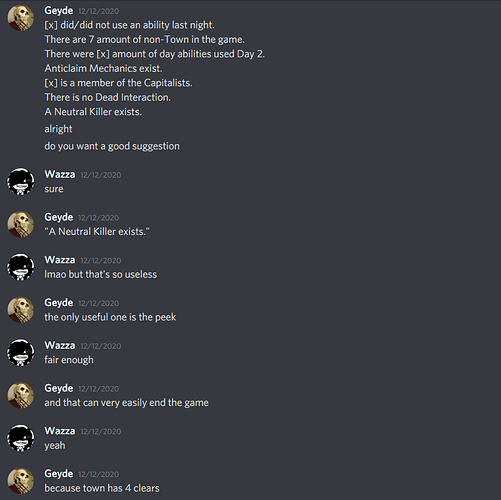 Geyde 12/12/2020
[x] did/did not use an ability last night.
There are 7 amount of non-Town in the game.
There were [x] amount of day abilities used Day 2.
Anticlaim Mechanics exist.
[x] is a member of the Capitalists.
There is no Dead Interaction.
A Neutral Killer exists.
alright
do you want a good suggestion
Wazza 12/12/2020
sure
Geyde 12/12/2020
"A Neutral Killer exists."
Wazza 12/12/2020
lmao but that's so useless
Geyde 12/12/2020
the only useful one is the peek
Wazza 12/12/2020
fair enough
Geyde 12/12/2020
and that can very easily end the game
Wazza 12/12/2020
yeah
Geyde 12/12/2020
because town has 4 clears